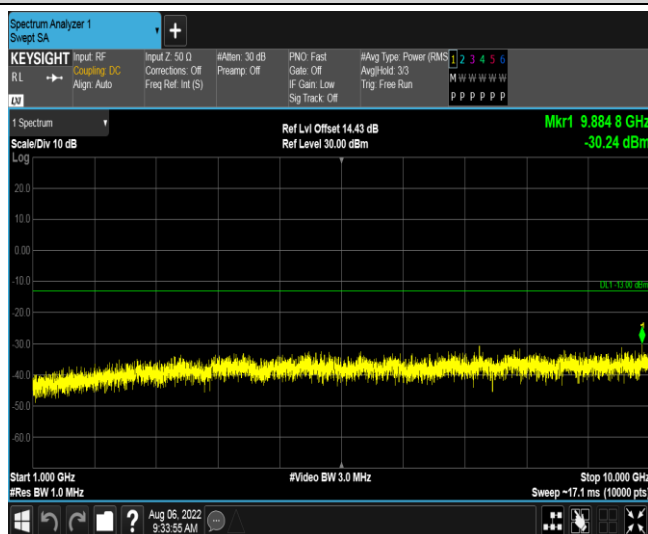 Spectrum Analyzer 1
Swept SA
+
KEYSIGHT
RL
LXI
Input: RF
Coupling: DC
Align: Auto
Input Z: 50 Ω
Corrections: Off
Freq Ref: Int (S)
#Atten: 30 dB
Preamp: Off
PNO: Fast
Gate: Off
IF Gain: Low
Sig Track: Off
#Avg Type: Power (RMS
Avg|Hold: 3/3
Trig: Free Run
1 2 3 4 5 6
M W W W W W
P P P P P P
1 Spectrum
Scale/Div 10 dB
Log
Ref Lvl Offset 14.43 dB
Ref Level 30.00 dBm
Mkr1 9.884 8 GHz
-30.24 dBm
20.0
10.0
0.00
-10.0
DL1 -13.00 dBm
-20.0
-30.0
1
-40.0
-50.0
-60.0
Start 1.000 GHz
#Res BW 1.0 MHz
#Video BW 3.0 MHz
Stop 10.000 GHz
Sweep ~17.1 ms (10000 pts)
?
Aug 06, 2022
9:33:55 AM